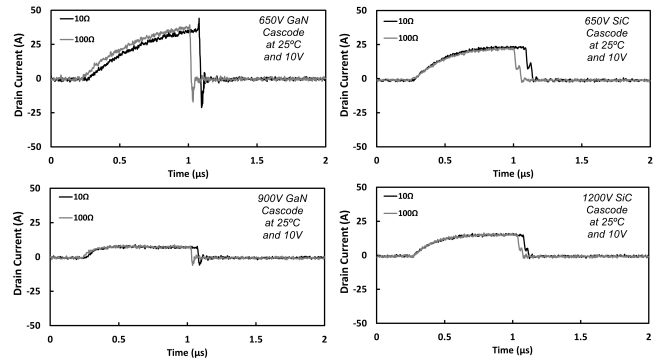 50
25
0
-25
-50
Drain Current (A)
10Ω
100Ω
650V GaN
Cascode
at 25ºC
and 10V
0
0.5
1
1.5
2
Time (µs)
50
25
0
-25
-50
Drain Current (A)
10Ω
100Ω
650V SiC
Cascode
at 25ºC
and 10V
0
0.5
1
1.5
2
Time (µs)
50
25
0
-25
-50
Drain Current (A)
10Ω
100Ω
900V GaN
Cascode
at 25ºC
and 10V
0
0.5
1
1.5
2
Time (µs)
50
25
0
-25
-50
Drain Current (A)
10Ω
100Ω
1200V SiC
Cascode
at 25ºC
and 10V
0
0.5
1
1.5
2
Time (µs)